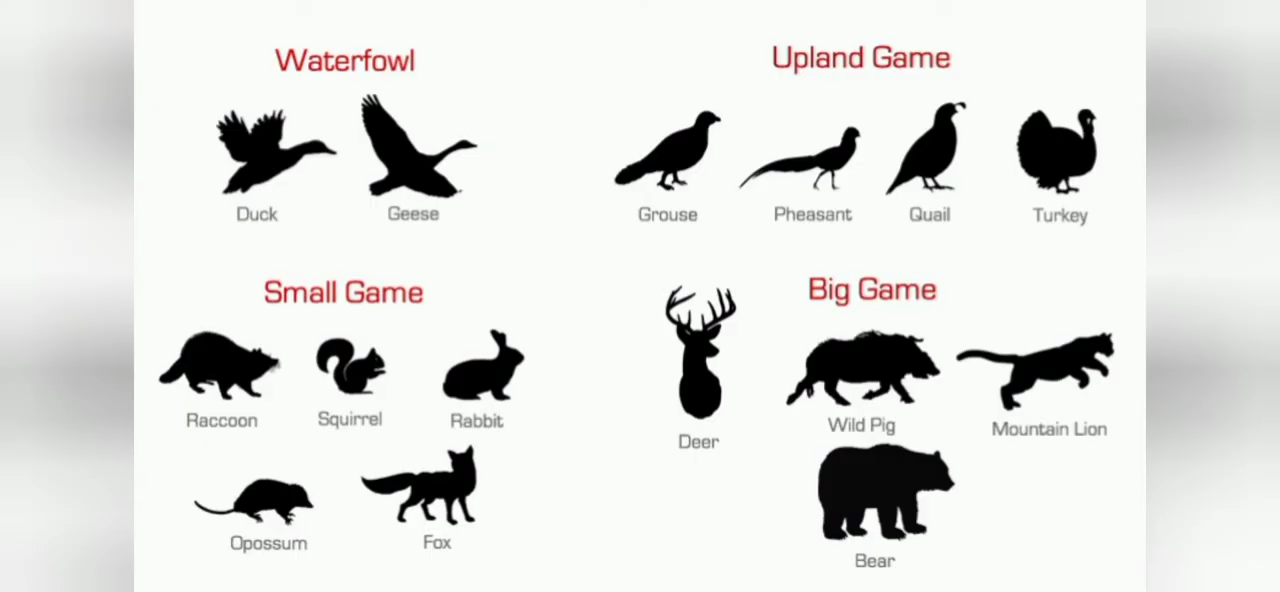 Waterfowl
Duck
Geese
Upland Game
Grouse
Pheasant
Quail
Turkey
Small Game
Raccoon
Squirrel
Rabbit
Opossum
Fox
Big Game
Deer
Wild Pig
Mountain Lion
Bear